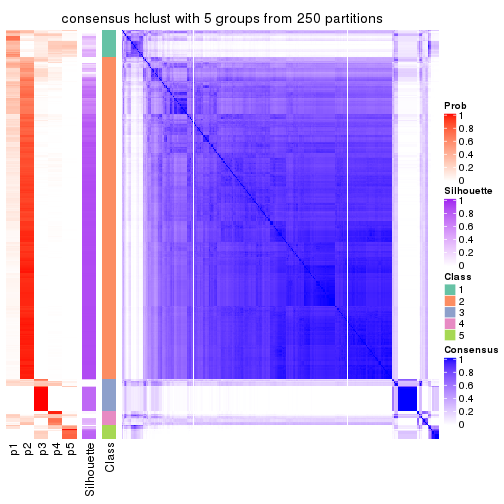 consensus hclust with 5 groups from 250 partitions
Prob
1
0.8
0.6
0.4
0.2
0
Silhouette
1
0.8
0.6
0.4
0.2
0
Class
1
2
3
4
5
Consensus
1
0.8
0.6
0.4
0.2
0
p1
p2
p3
p4
p5
Silhouette
Class